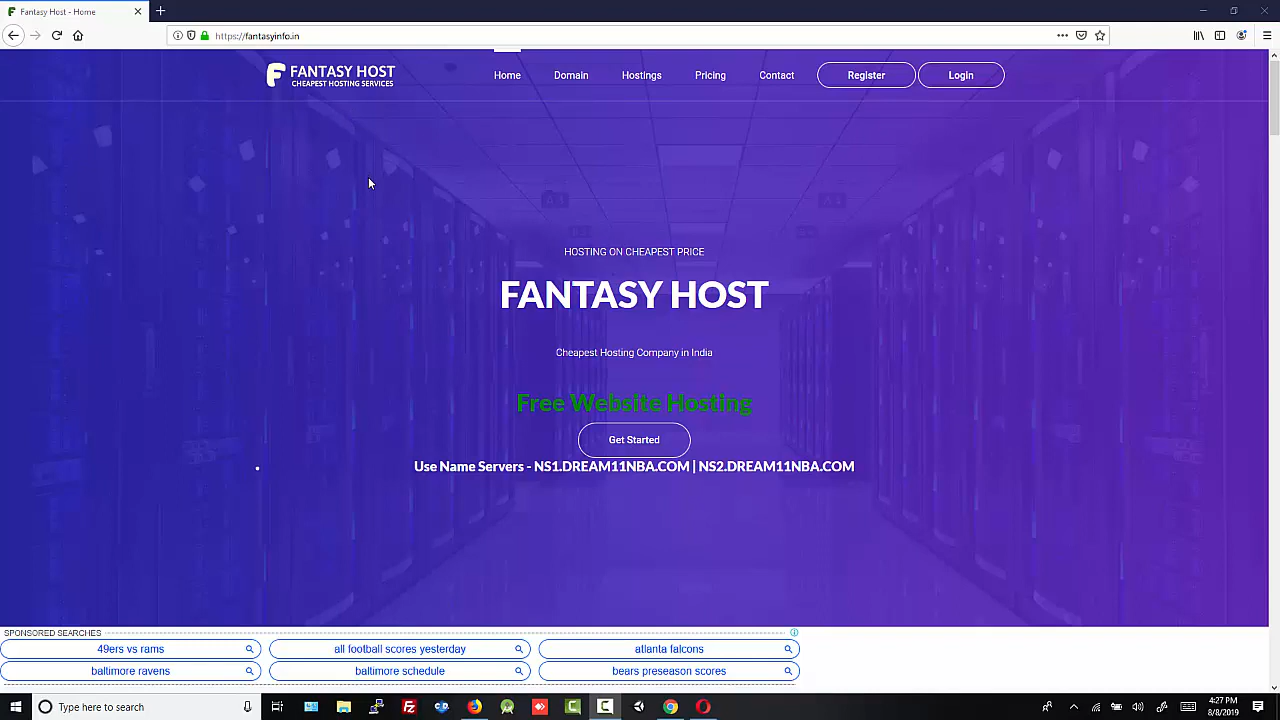 Fantasy Host - Home
https://fantasyinfo.in
FANTASY HOST
CHEAPEST HOSTING SERVICES
Home Domain Hostings Pricing Contact Register Login
HOSTING ON CHEAPEST PRICE
FANTASY HOST
Cheapest Hosting Company in India
Free Website Hosting
Get Started
Use Name Servers - NS1.DREAM11NBA.COM | NS2.DREAM11NBA.COM
SPONSORED SEARCHES
49ers vs rams all football scores yesterday atlanta falcons
baltimore ravens baltimore schedule bears preseason scores
Type here to search
4:27 PM
8/8/2019